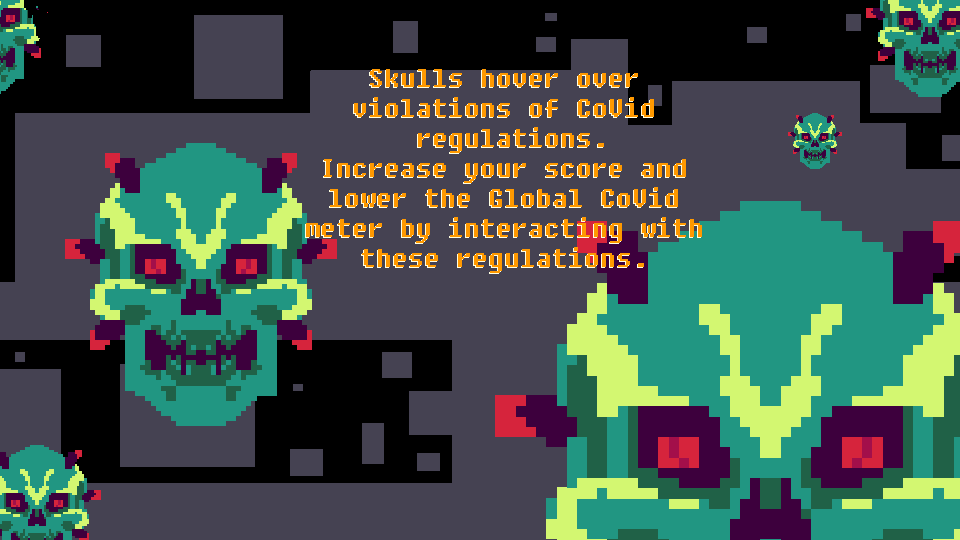 Skulls hover over
violations of CoVid
regulations.
Increase your score and
lower the Global CoVid
meter by interacting with
these regulations.